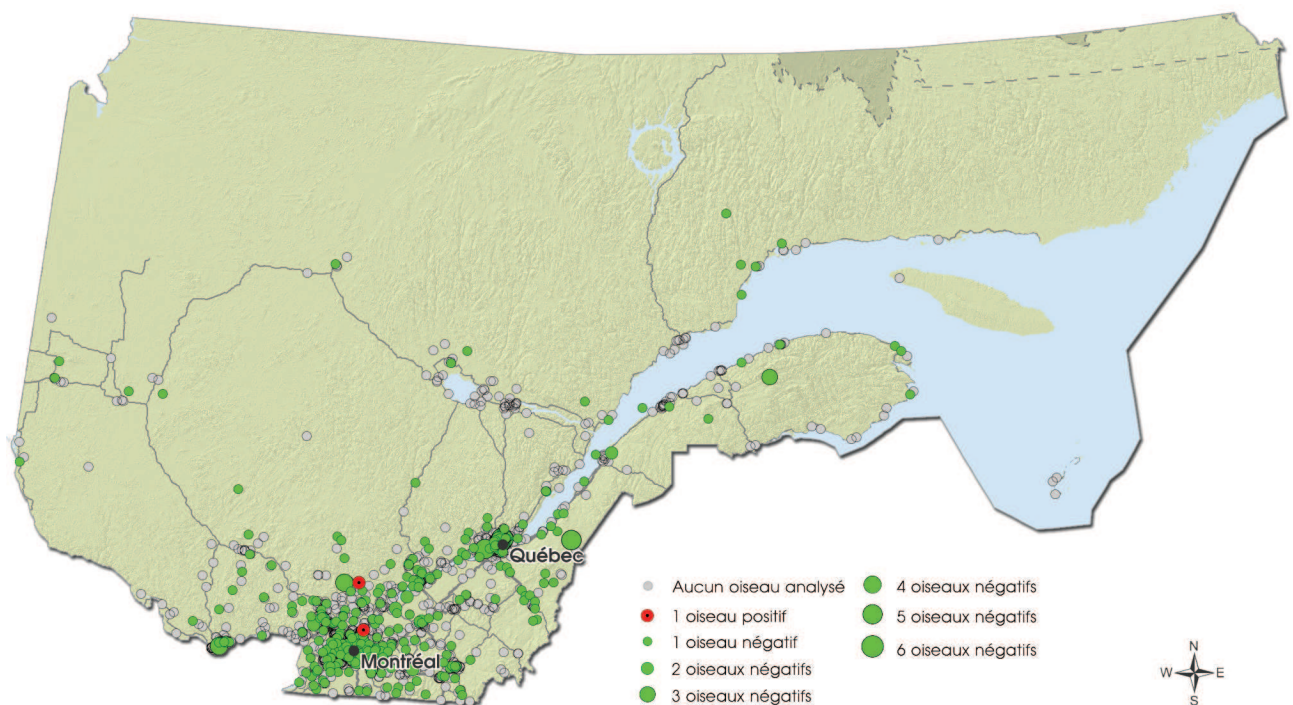 Québec
Montréal
Aucun oiseau analysé
1 oiseau positif
1 oiseau négatif
2 oiseaux négatifs
3 oiseaux négatifs
4 oiseaux négatifs
5 oiseaux négatifs
6 oiseaux négatifs
N
W E
S